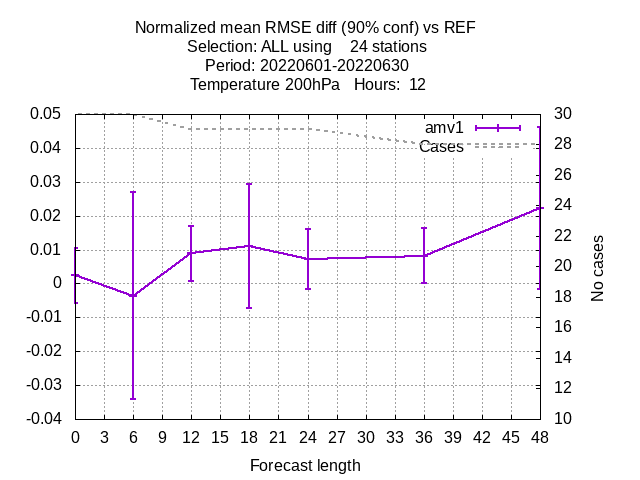 Normalized mean RMSE diff (90% conf) vs REF
Selection: ALL using    24 stations
Period: 20220601-20220630
Temperature 200hPa   Hours:  12
0.05
0.04
0.03
0.02
0.01
0
-0.01
-0.02
-0.03
-0.04
amv1
Cases
30
28
26
24
22
20
18
16
14
12
10
No cases
0 3 6 9 12 15 18 21 24 27 30 33 36 39 42 45 48
Forecast length